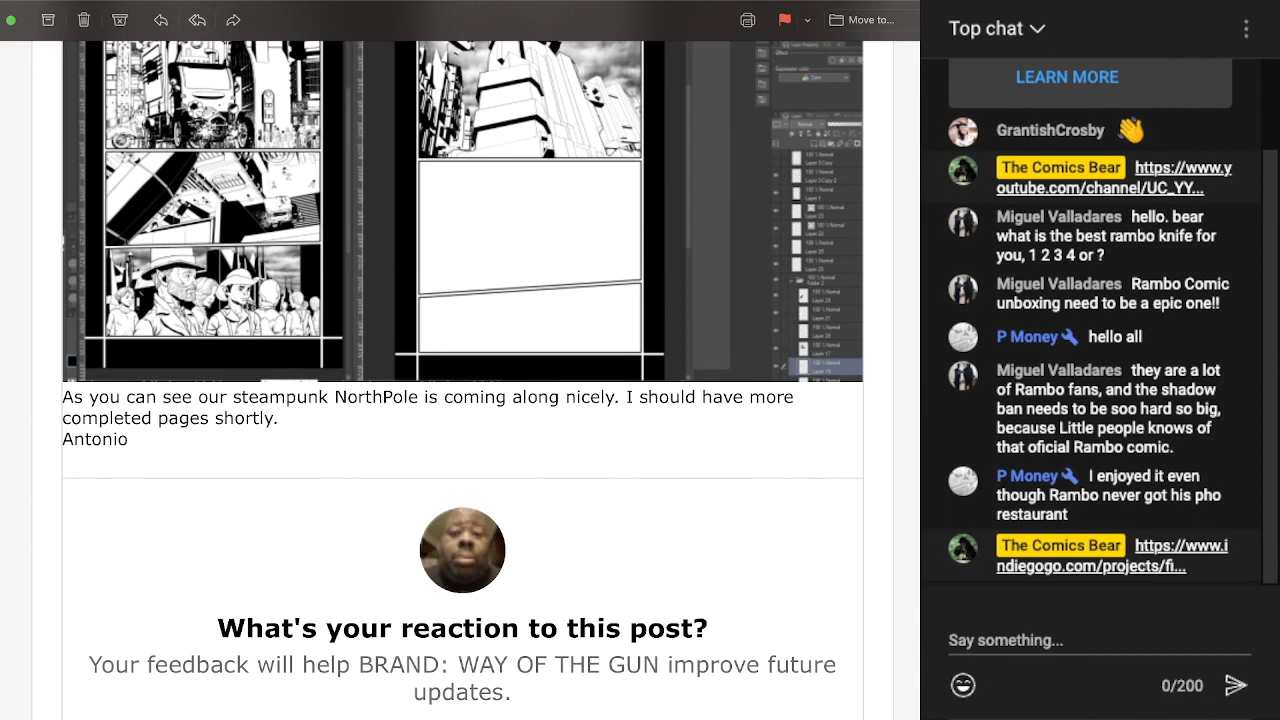 Move to...
As you can see our steampunk NorthPole is coming along nicely. I should have more
completed pages shortly.
Antonio
What's your reaction to this post?
Your feedback will help BRAND: WAY OF THE GUN improve future
updates.
Top chat
LEARN MORE
GrantishCrosby 👋
The Comics Bear https://www.y
outube.com/channel/UC_YY...
Miguel Valladares hello. bear
what is the best rambo knife for
you, 1 2 3 4 or ?
Miguel Valladares Rambo Comic
unboxing need to be a epic one!!
P Money hello all
Miguel Valladares they are a lot
of Rambo fans, and the shadow
ban needs to be soo hard so big,
because Little people knows of
that oficial Rambo comic.
P Money I enjoyed it even
though Rambo never got his pho
restaurant
The Comics Bear https://www.i
ndiegogo.com/projects/fi...
Say something...
0/200